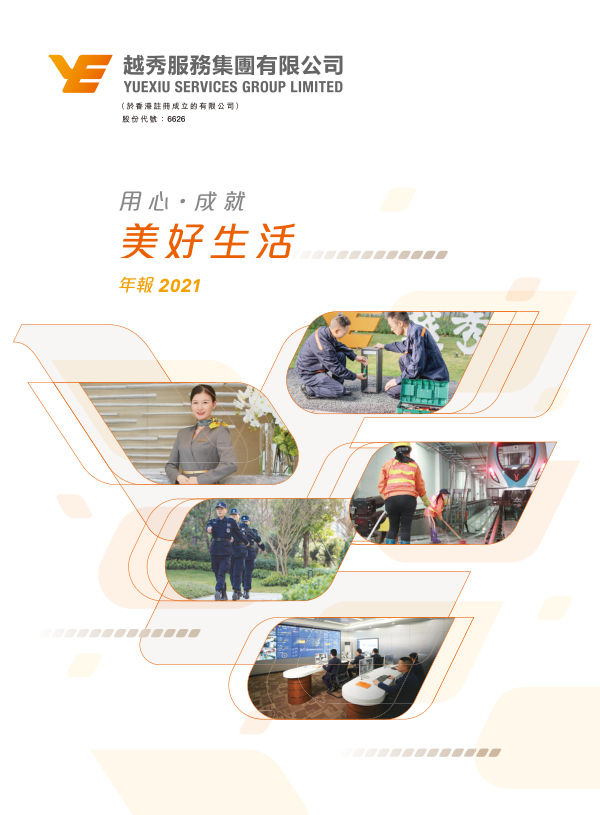 越秀服務集團有限公司
YUEXIU SERVICES GROUP LIMITED
（於香港註冊成立的有限公司）
股份代號：6626
用心·成就
美好生活
年報 2021